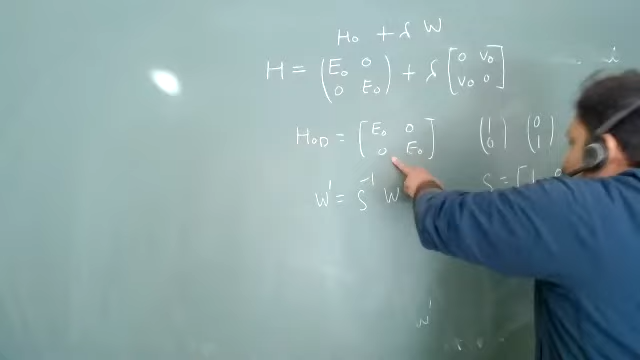 H₀ + λ W
H = (E₀ 0 0 E₀) + λ [0 V₀ V₀ 0]
H₀D = [E₀ 0 0 E₀] (1 0) (0 1)
W' = S⁻¹ W S = [1
W'